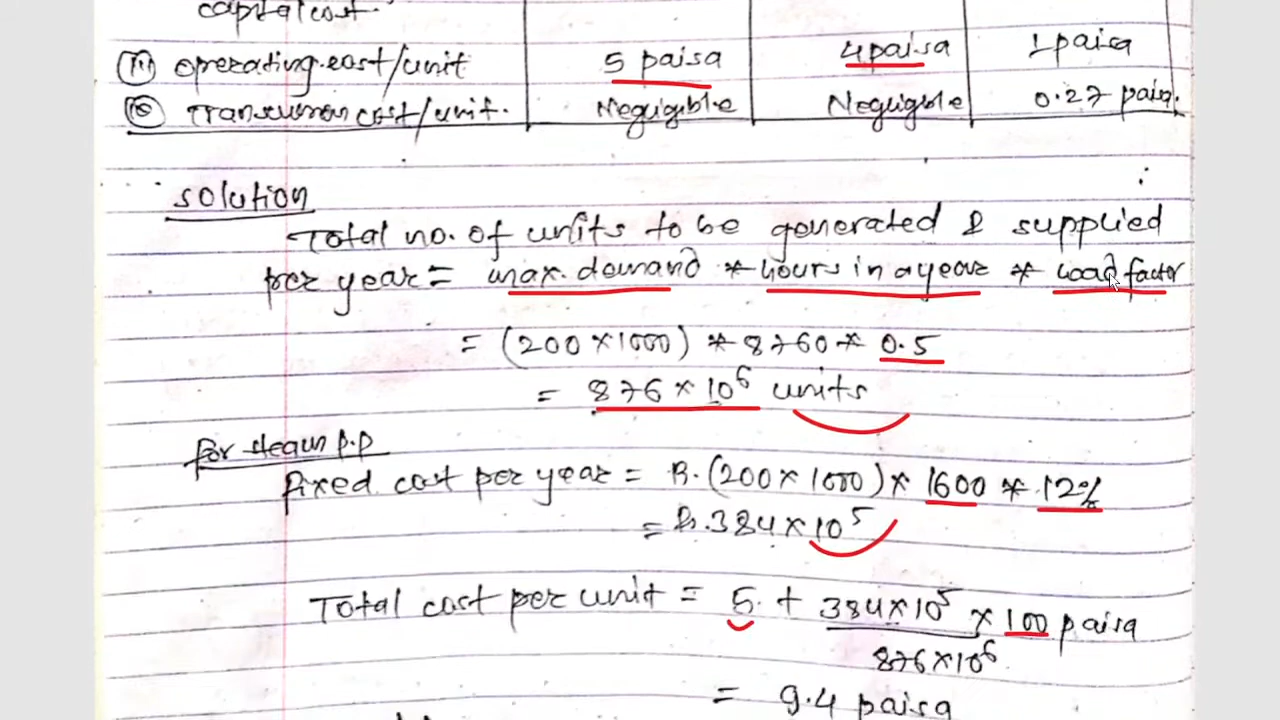 capital cost.
(iv) operating cost/unit 5 paisa 4 paisa 1 paisa
cost/unit. Negligible Negligible 0.27 paisa.
solution
Total no. of units to be generated & supplied
per year = max. demand * hours in a year * load factor
= (200 × 1000) * 8760 * 0.5
= 876 × 10⁶ units
for steam p.p
fixed cost per year = Rs. (200 × 1000) × 1600 * 12%
= Rs. 384 × 10⁵
Total cost per unit = 5. + 384 × 10⁵ × 100 paisa
876 × 10⁶
= 9.4 paisa